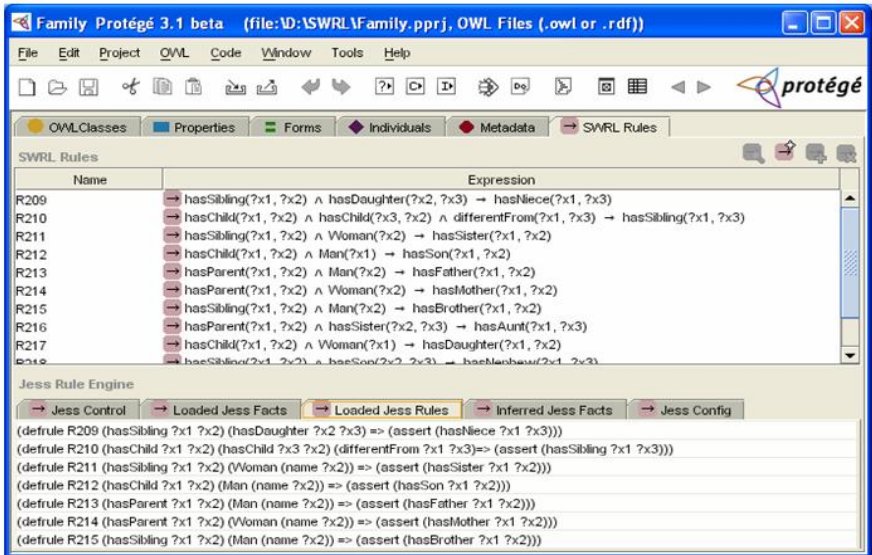 Family Protégé 3.1 beta (file:\D:\SWRL\Family.pprj, OWL Files (.owl or .rdf))
File Edit Project OWL Code Window Tools Help
protégé
OWLClasses Properties Forms Individuals Metadata → SWRL Rules
SWRL Rules
Name Expression
R209 → hasSibling(?x1, ?x2) ∧ hasDaughter(?x2, ?x3) → hasNiece(?x1, ?x3)
R210 → hasChild(?x1, ?x2) ∧ hasChild(?x3, ?x2) ∧ differentFrom(?x1, ?x3) → hasSibling(?x1, ?x3)
R211 → hasSibling(?x1, ?x2) ∧ Woman(?x2) → hasSister(?x1, ?x2)
R212 → hasChild(?x1, ?x2) ∧ Man(?x1) → hasSon(?x1, ?x2)
R213 → hasParent(?x1, ?x2) ∧ Man(?x2) → hasFather(?x1, ?x2)
R214 → hasParent(?x1, ?x2) ∧ Woman(?x2) → hasMother(?x1, ?x2)
R215 → hasSibling(?x1, ?x2) ∧ Man(?x2) → hasBrother(?x1, ?x2)
R216 → hasParent(?x1, ?x2) ∧ hasSister(?x2, ?x3) → hasAunt(?x1, ?x3)
R217 → hasChild(?x1, ?x2) ∧ Woman(?x1) → hasDaughter(?x1, ?x2)
R218 → hasSibling(?x1, ?x2) ∧ hasSon(?x2, ?x3) → hasNephew(?x1, ?x3)
Jess Rule Engine
→ Jess Control → Loaded Jess Facts → Loaded Jess Rules → Inferred Jess Facts → Jess Config
(defrule R209 (hasSibling ?x1 ?x2) (hasDaughter ?x2 ?x3) => (assert (hasNiece ?x1 ?x3)))
(defrule R210 (hasChild ?x1 ?x2) (hasChild ?x3 ?x2) (differentFrom ?x1 ?x3)=> (assert (hasSibling ?x1 ?x3)))
(defrule R211 (hasSibling ?x1 ?x2) (Woman (name ?x2)) => (assert (hasSister ?x1 ?x2)))
(defrule R212 (hasChild ?x1 ?x2) (Man (name ?x2)) => (assert (hasSon ?x1 ?x2)))
(defrule R213 (hasParent ?x1 ?x2) (Man (name ?x2)) => (assert (hasFather ?x1 ?x2)))
(defrule R214 (hasParent ?x1 ?x2) (Woman (name ?x2)) => (assert (hasMother ?x1 ?x2)))
(defrule R215 (hasSibling ?x1 ?x2) (Man (name ?x2)) => (assert (hasBrother ?x1 ?x2)))